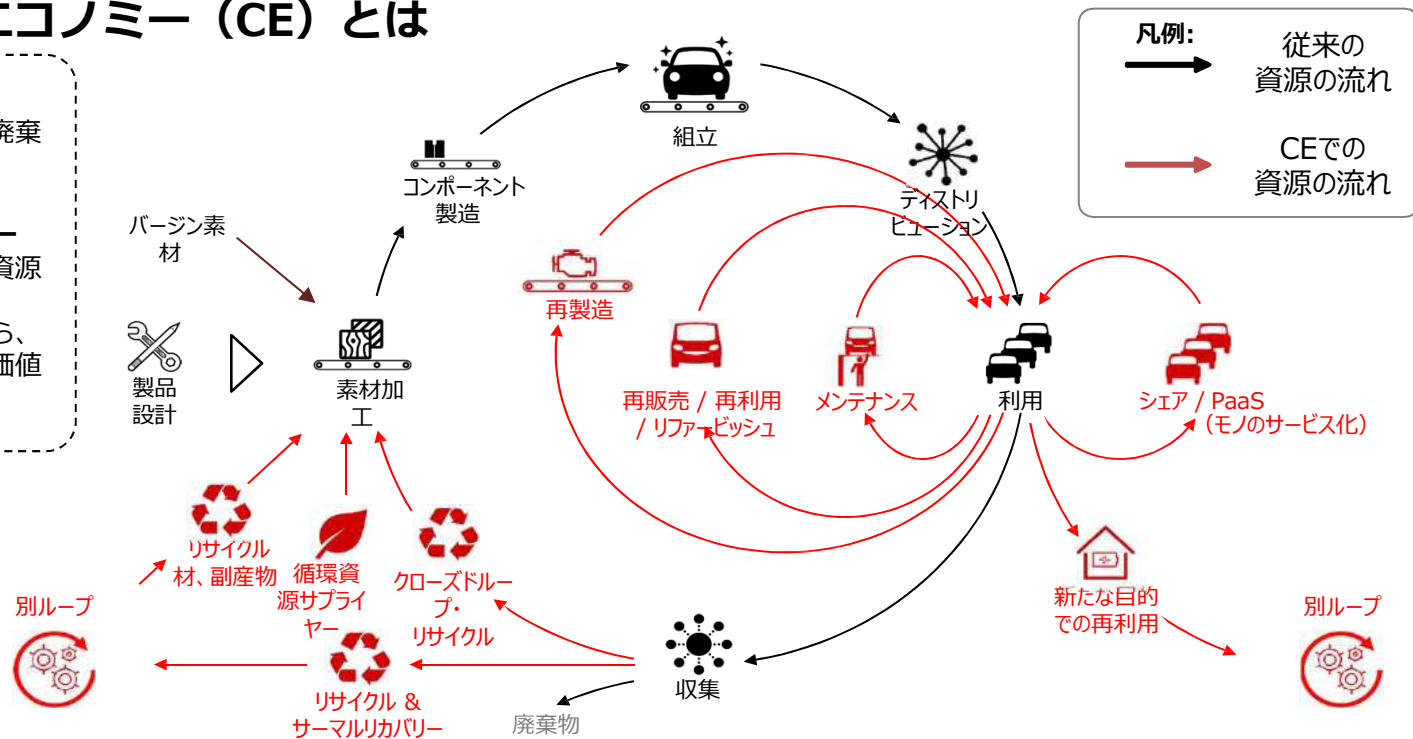 エコノミー（CE）とは
廃棄
ー
資源
ら、
価値
凡例:
従来の
資源の流れ
CEでの
資源の流れ
組立
コンポーネント
製造
ディストリ
ビューション
バージン素
材
製品
設計
素材加
工
再製造
再販売 / 再利用
/ リファービッシュ
メンテナンス
利用
シェア / PaaS
（モノのサービス化）
リサイクル
材、副産物
循環資
源サプライ
ヤー
クローズドルー
プ・
リサイクル
新たな目的
での再利用
別ループ
別ループ
リサイクル &
サーマルリカバリー
廃棄物
収集